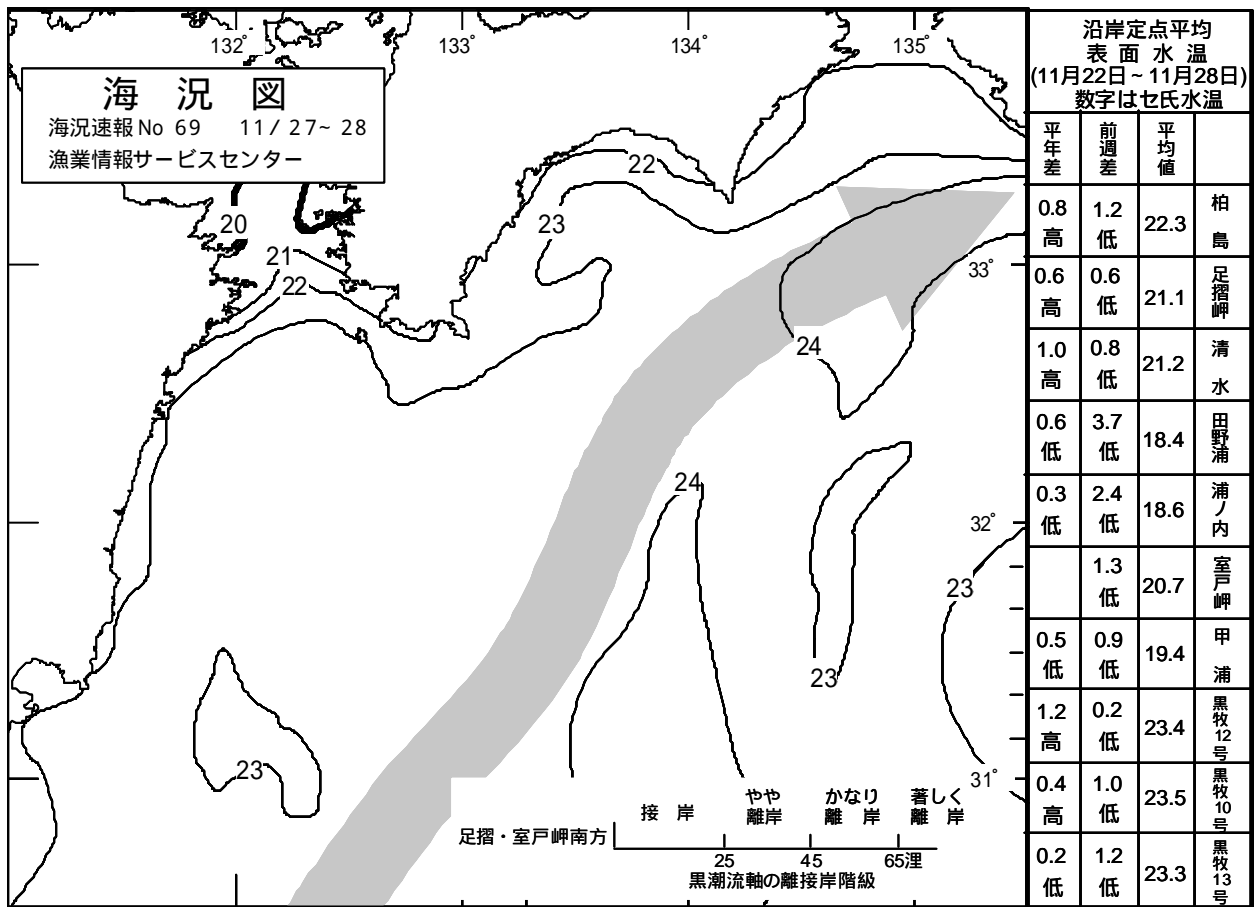 132°
133°
134°
135°
海況図
海況速報No 69 11/27~28
漁業情報サービスセンター
22
20
23
21
22
33°
24
24
32°
23
23
23
31°
接岸
やや
離岸
かなり
離岸
著しく
離岸
足摺・室戸岬南方
25 45 65浬
黒潮流軸の離接岸階級
沿岸定点平均
表面水温
(11月22日~11月28日)
数字はセ氏水温
平年差 前週差 平均値
0.8高 1.2低 22.3 柏島
0.6高 0.6低 21.1 足摺岬
1.0高 0.8低 21.2 清水
0.6低 3.7低 18.4 田野浦
0.3低 2.4低 18.6 浦ノ内
1.3低 20.7 室戸岬
0.5低 0.9低 19.4 甲浦
1.2高 0.2低 23.4 黒牧12号
0.4高 1.0低 23.5 黒牧10号
0.2低 1.2低 23.3 黒牧13号